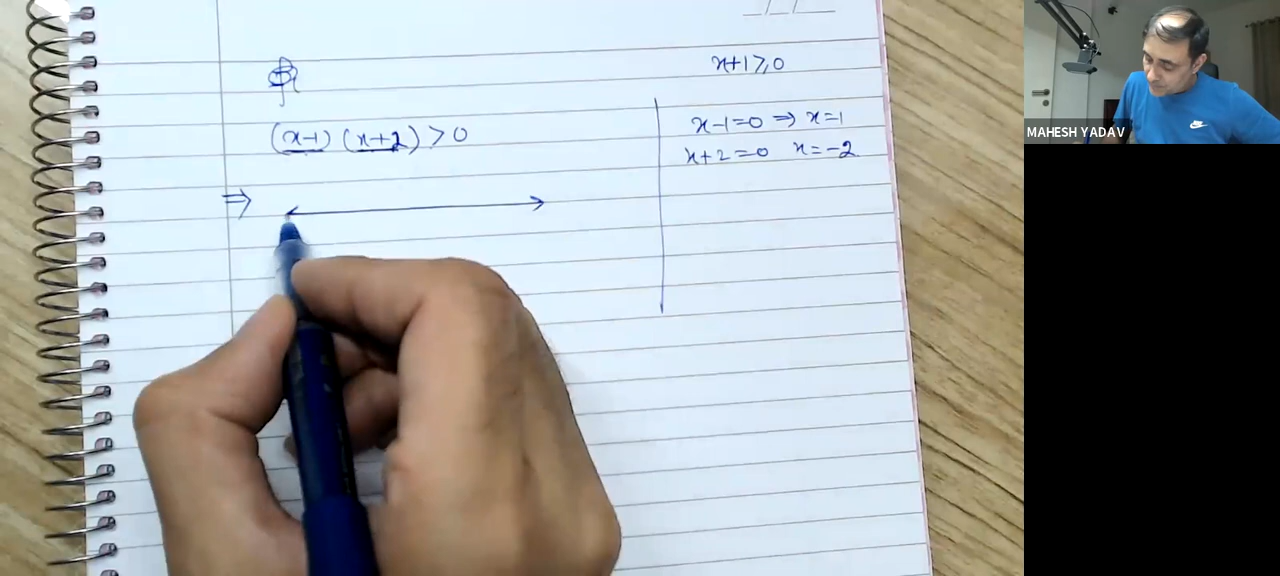 x+1≥0
(x-1) (x+2) > 0
x-1=0 ⇒ x=1
x+2=0 x=-2
⇒
MAHESH YADAV